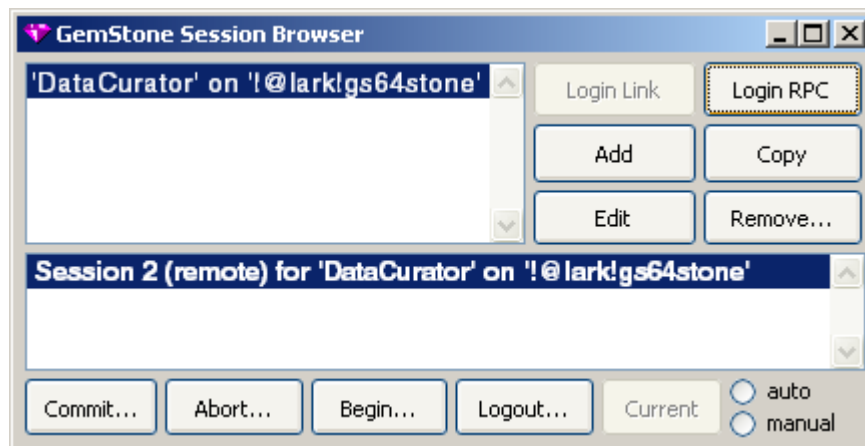 GemStone Session Browser
'DataCurator' on '!@lark!gs64stone'
Login Link
Login RPC
Add
Copy
Edit
Remove...
Session 2 (remote) for 'DataCurator' on '!@lark!gs64stone'
Commit...
Abort...
Begin...
Logout...
Current
auto
manual